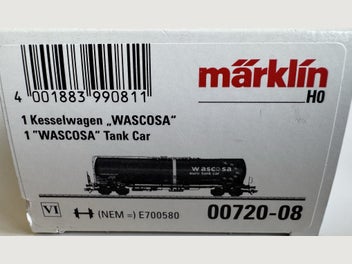 märklin
H0
4 001883 990811
1 Kesselwagen „WASCOSA“
1 "WASCOSA" Tank Car
wascosa
VI
(NEM =) E700580
00720-08